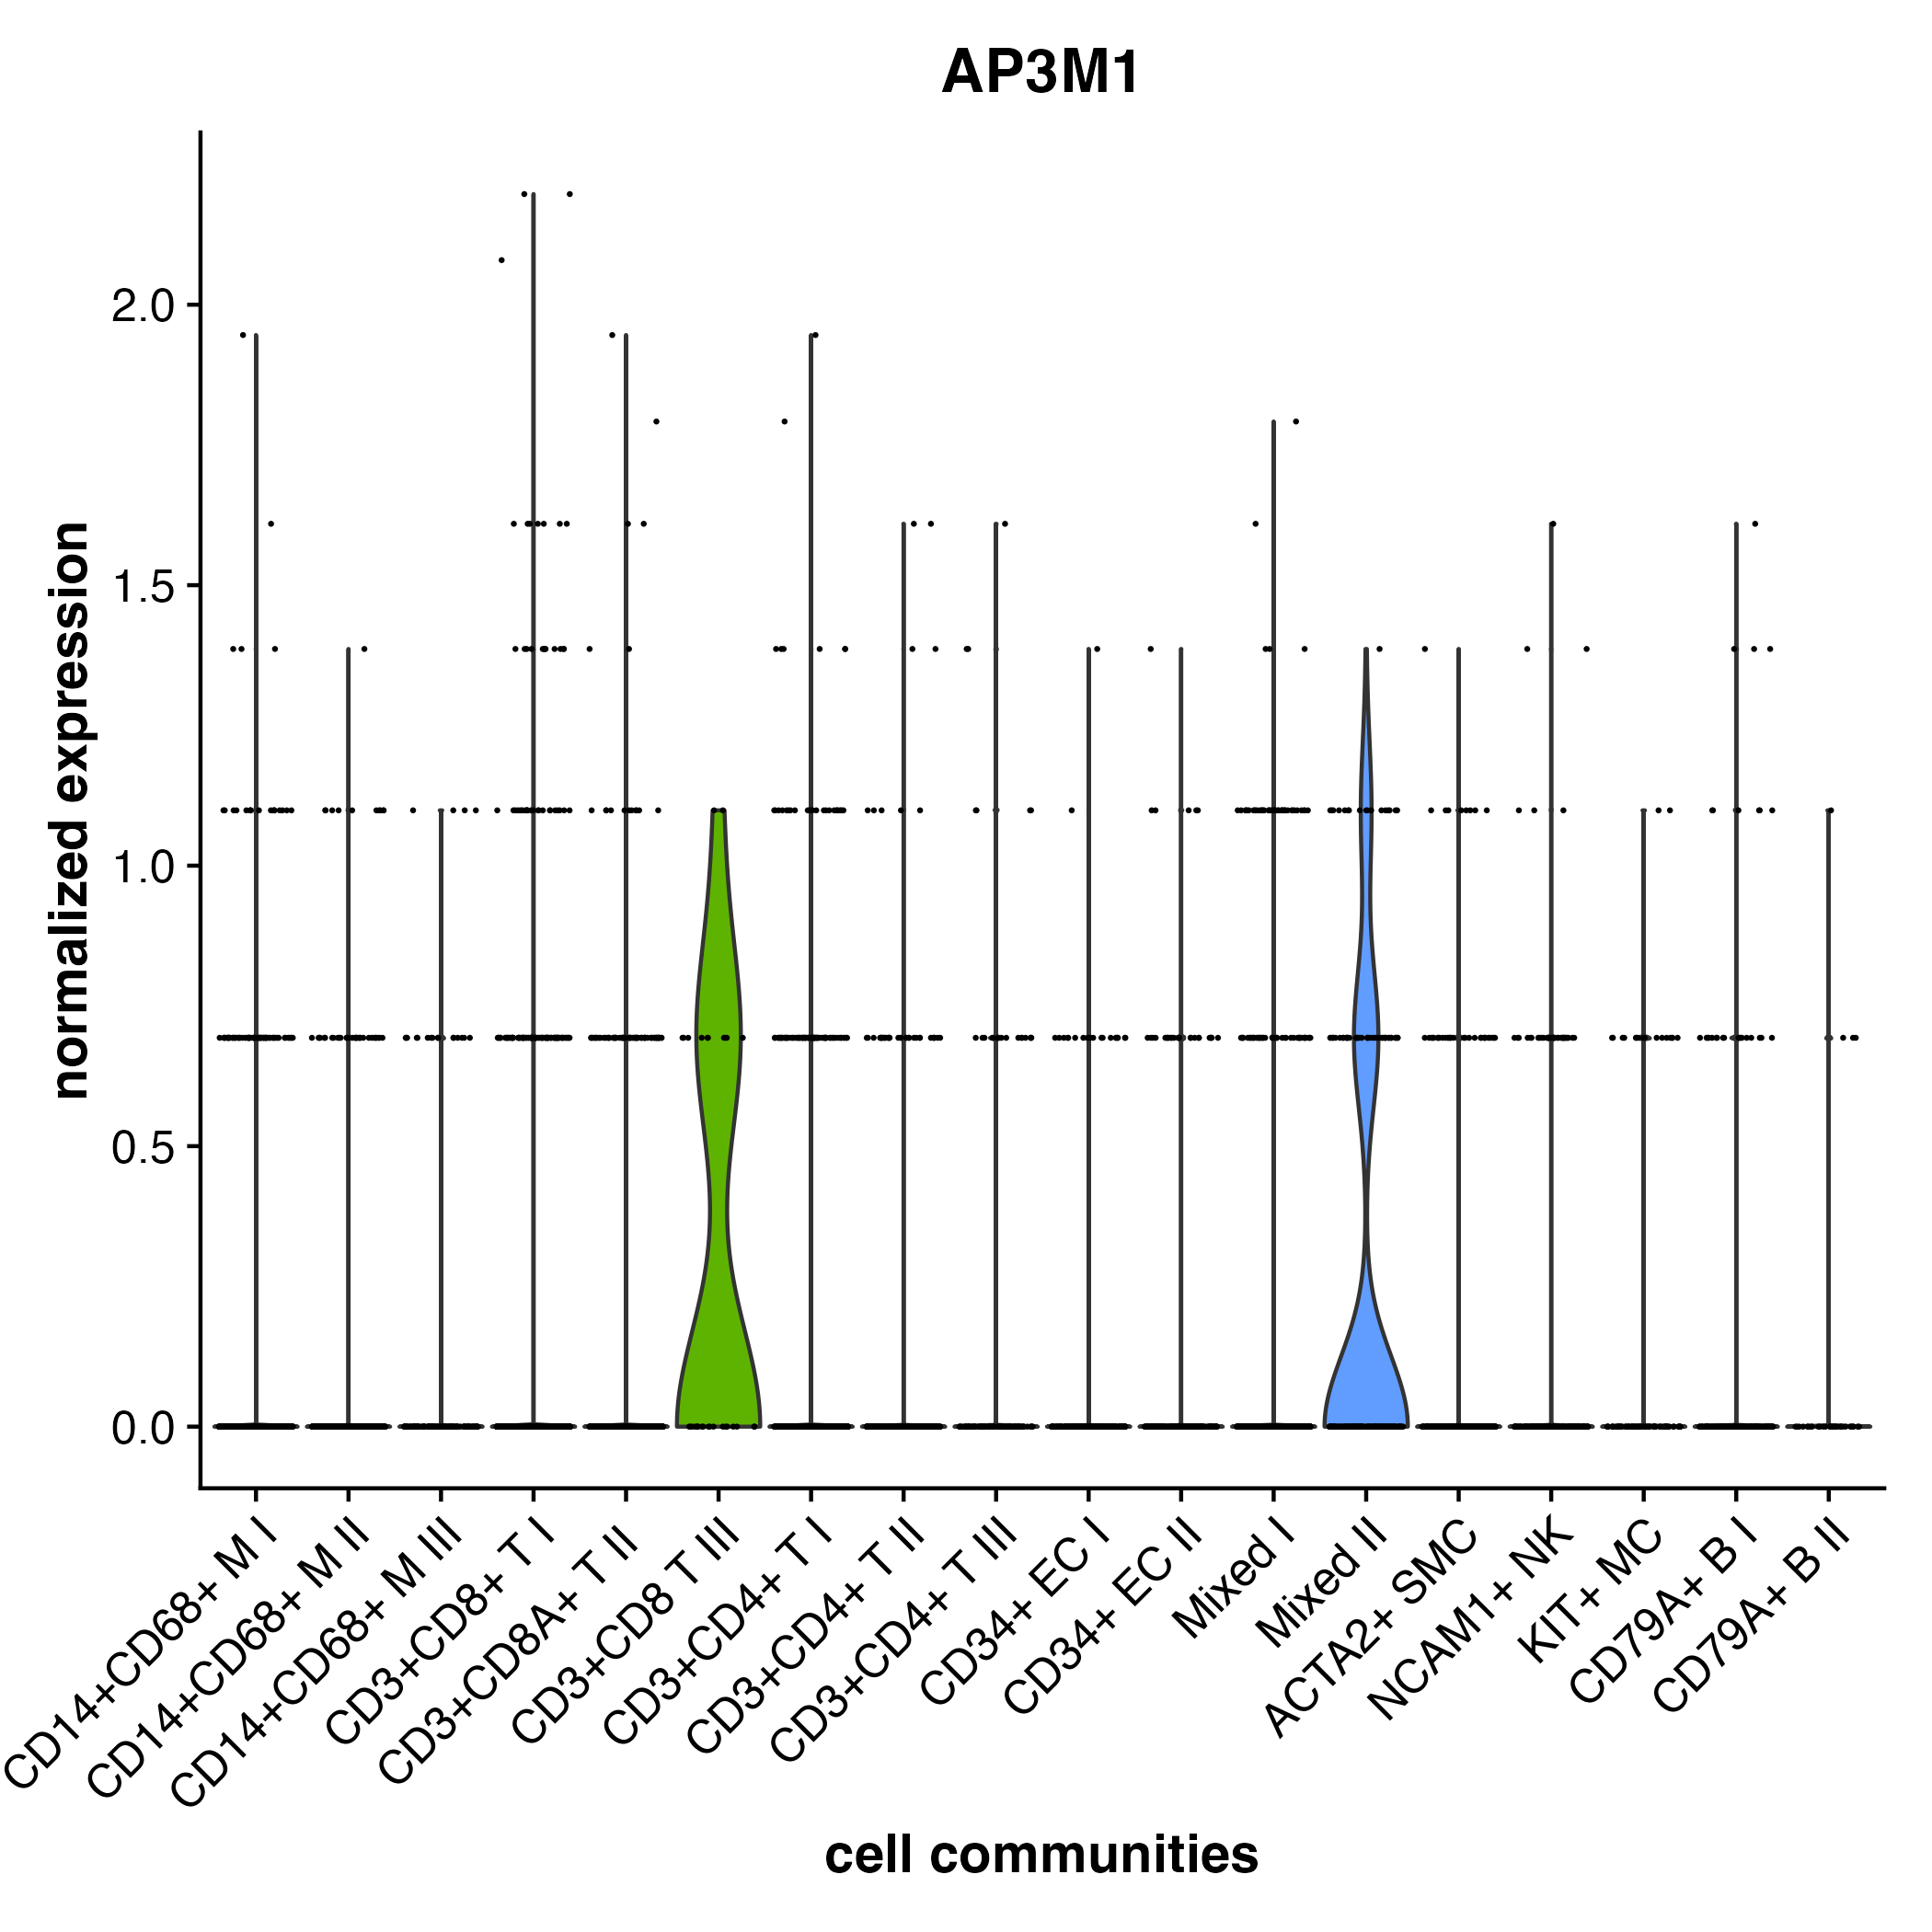 AP3M1
normalized expression
2.0
1.5
1.0
0.5
0.0
CD14+CD68+ M I
CD14+CD68+ M II
CD14+CD68+ M III
CD3+CD8+ T I
CD3+CD8A+ T II
CD3+CD8 T III
CD3+CD4+ T I
CD3+CD4+ T II
CD3+CD4+ T III
CD34+ EC I
CD34+ EC II
Mixed I
Mixed II
ACTA2+ SMC
NCAM1+ NK
KIT+ MC
CD79A+ B I
CD79A+ B II
cell communities